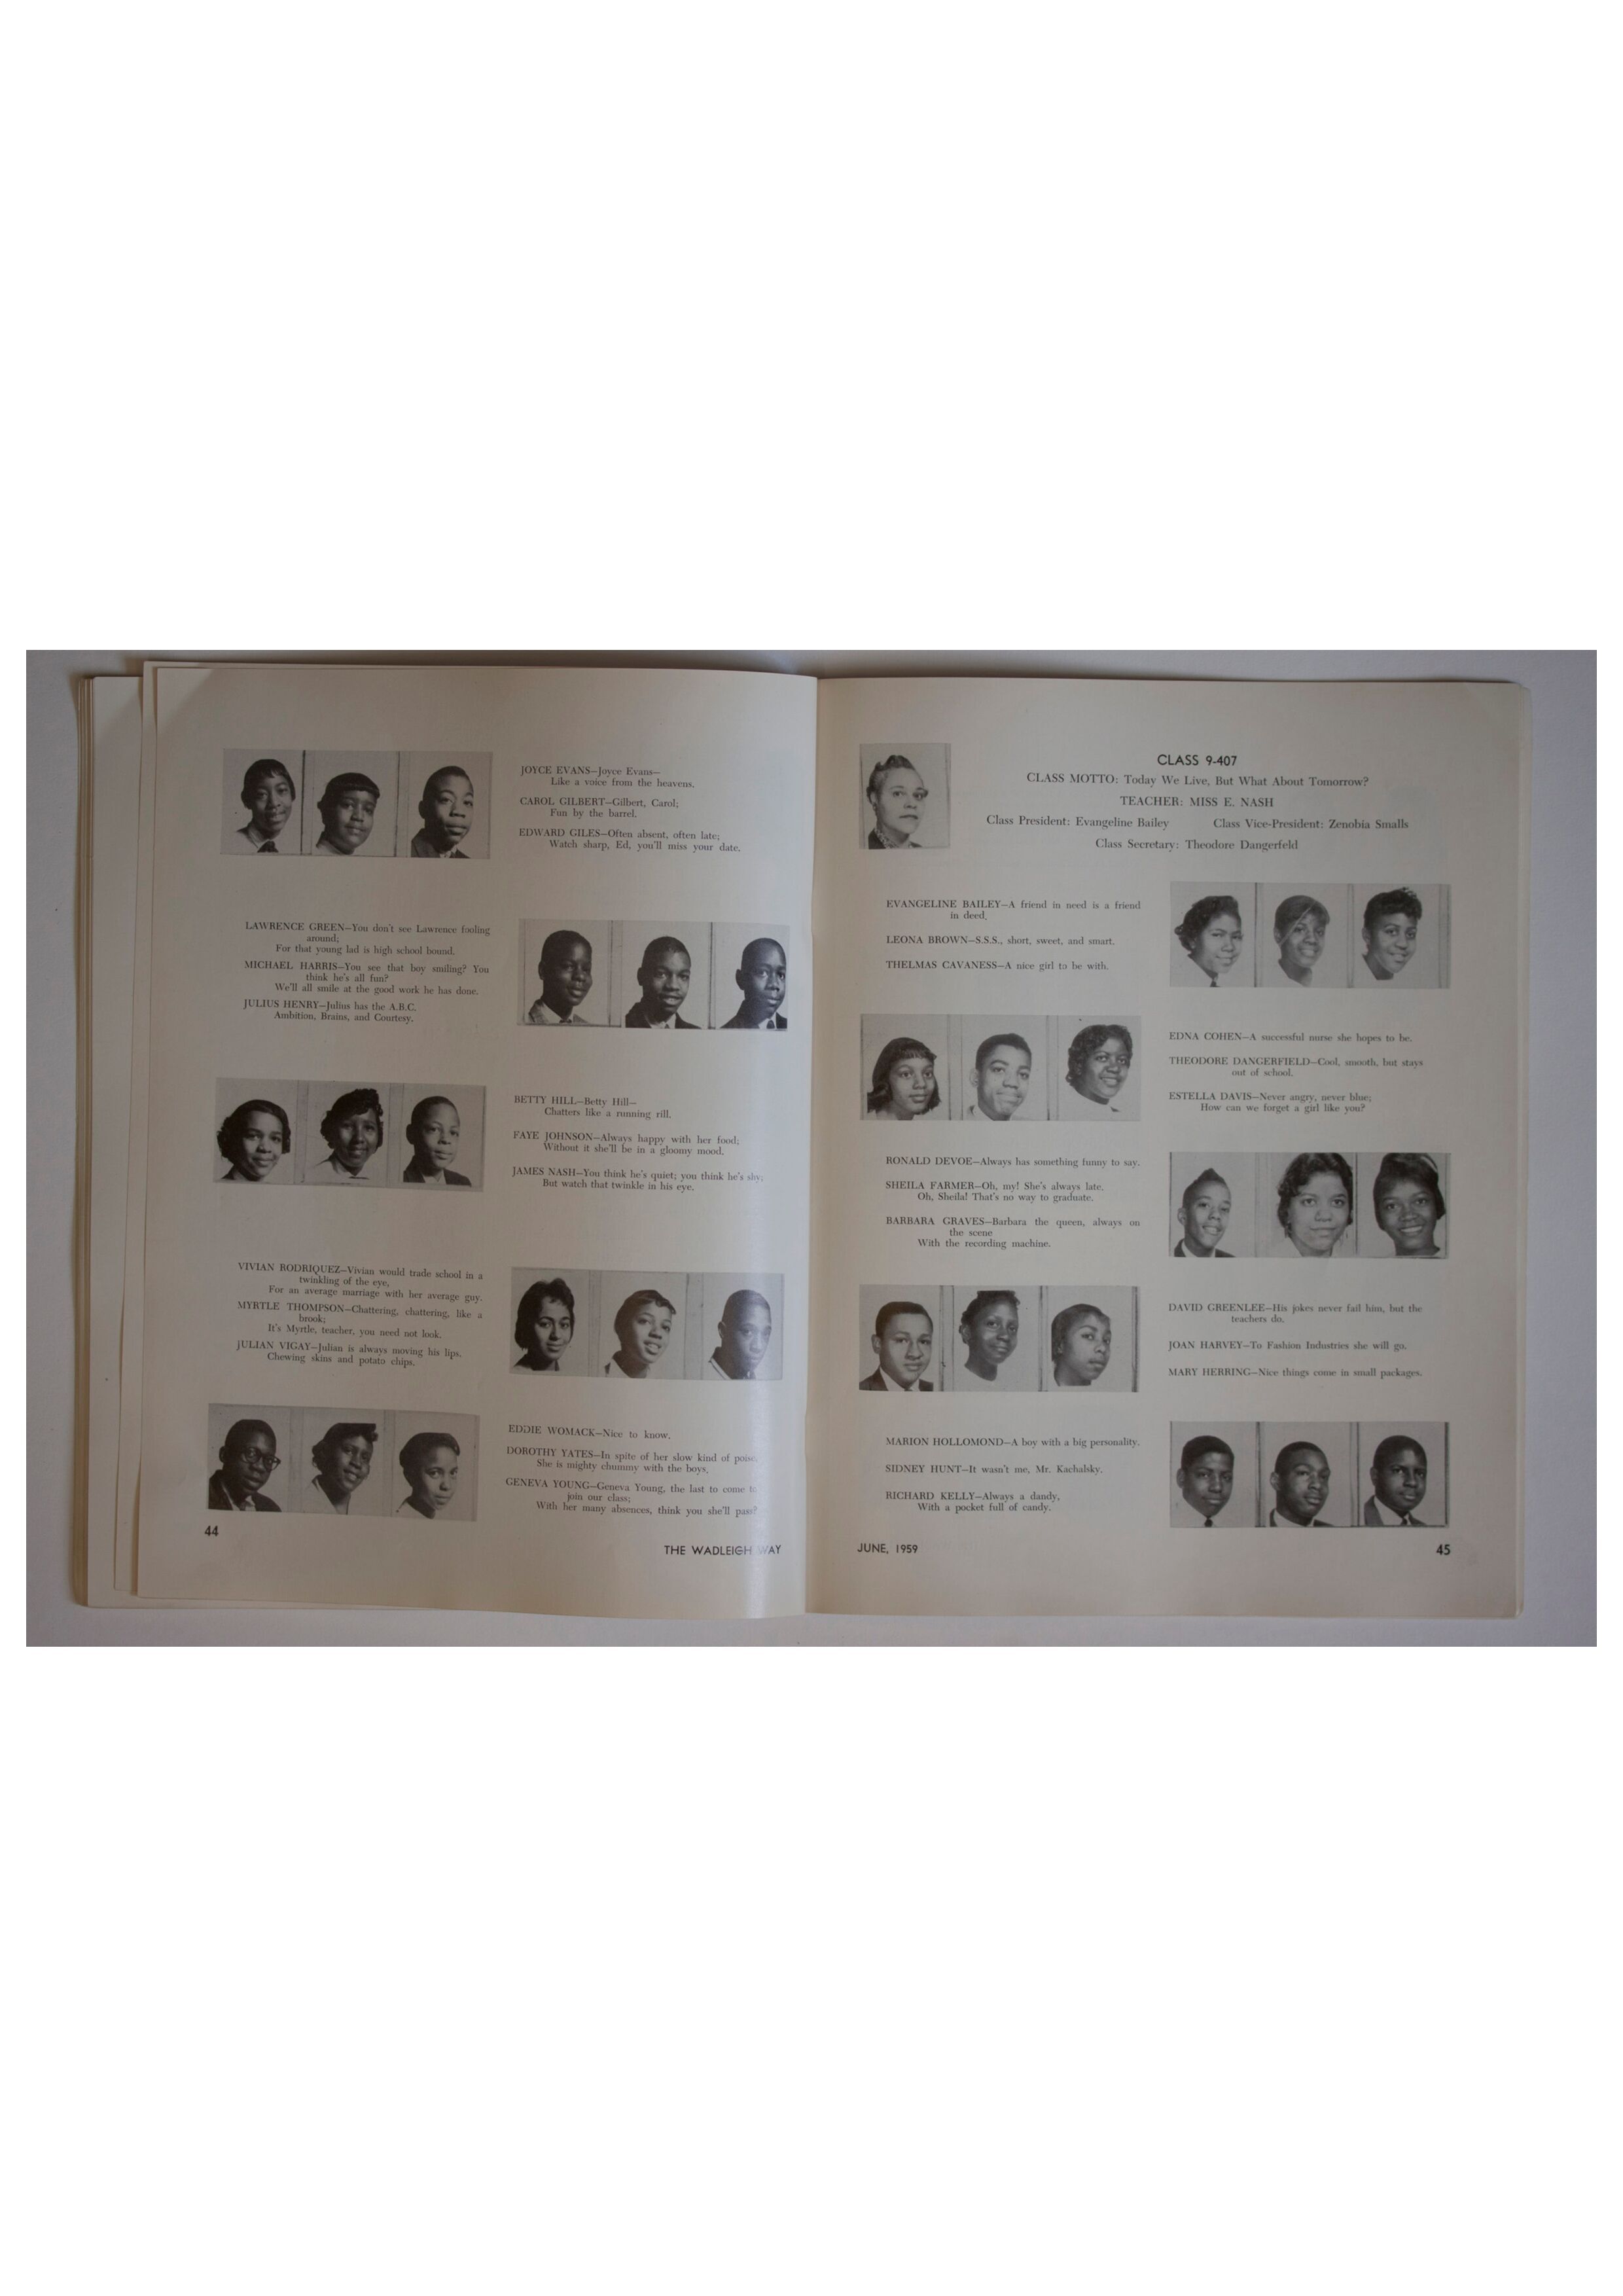 JOYCE EVANS—Joyce Evans—
Like a voice from the heavens.
CAROL GILBERT—Gilbert, Carol;
Fun by the barrel.
EDWARD GILES—Often absent, often late;
Watch sharp, Ed, you'll miss your date.
LAWRENCE GREEN—You don't see Lawrence fooling
around;
For that young lad is high school bound.
MICHAEL HARRIS—You see that boy smiling? You
think he's all fun?
We'll all smile at the good work he has done.
JULIUS HENRY—Julius has the A.B.C.
Ambition, Brains, and Courtesy.
BETTY HILL—Betty Hill—
Chatters like a running rill.
FAYE JOHNSON—Always happy with her food;
Without it she'll be in a gloomy mood.
JAMES NASH—You think he's quiet; you think he's shy;
But watch that twinkle in his eye.
VIVIAN RODRIQUEZ—Vivian would trade school in a
twinkling of the eye,
For an average marriage with her average guy.
MYRTLE THOMPSON—Chattering, chattering, like a
brook;
It's Myrtle, teacher, you need not look.
JULIAN VIGAY—Julian is always moving his lips,
Chewing skins and potato chips.
EDDIE WOMACK—Nice to know.
DOROTHY YATES—In spite of her slow kind of poise,
She is mighty chummy with the boys.
GENEVA YOUNG—Geneva Young, the last to come to
join our class;
With her many absences, think you she'll pass?
44
THE WADLEIGH WAY
CLASS 9-407
CLASS MOTTO: Today We Live, But What About Tomorrow?
TEACHER: MISS E. NASH
Class President: Evangeline Bailey Class Vice-President: Zenobia Smalls
Class Secretary: Theodore Dangerfeld
EVANGELINE BAILEY—A friend in need is a friend
in deed.
LEONA BROWN—S.S.S., short, sweet, and smart.
THELMAS CAVANESS—A nice girl to be with.
EDNA COHEN—A successful nurse she hopes to be.
THEODORE DANGERFIELD—Cool, smooth, but stays
out of school.
ESTELLA DAVIS—Never angry, never blue;
How can we forget a girl like you?
RONALD DEVOE—Always has something funny to say.
SHEILA FARMER—Oh, my! She's always late.
Oh, Sheila! That's no way to graduate.
BARBARA GRAVES—Barbara the queen, always on
the scene
With the recording machine.
DAVID GREENLEE—His jokes never fail him, but the
teachers do.
JOAN HARVEY—To Fashion Industries she will go.
MARY HERRING—Nice things come in small packages.
MARION HOLLOMOND—A boy with a big personality.
SIDNEY HUNT—It wasn't me, Mr. Kachalsky.
RICHARD KELLY—Always a dandy,
With a pocket full of candy.
JUNE, 1959
45